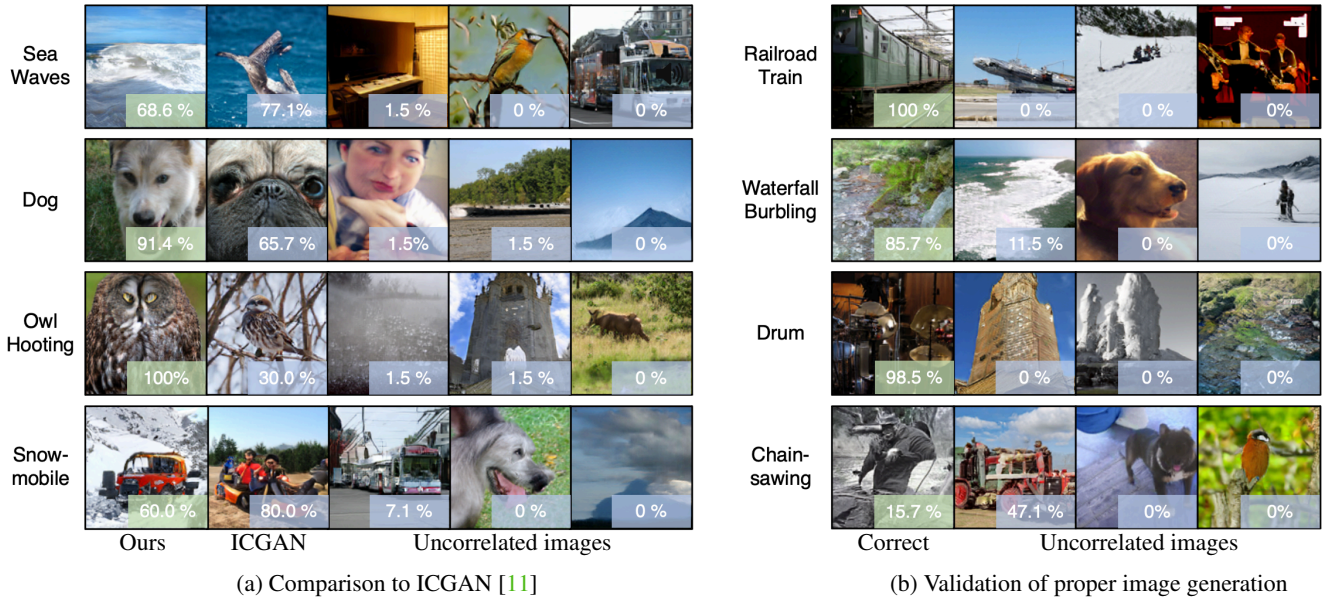 Sea
Waves
68.6 % 77.1% 1.5 % 0 % 0 %
Dog
91.4 % 65.7 % 1.5% 1.5 % 0 %
Owl
Hooting
100% 30.0 % 1.5 % 1.5 % 0 %
Snow-
mobile
60.0 % 80.0 % 7.1 % 0 % 0 %
Ours ICGAN Uncorrelated images
(a) Comparison to ICGAN [11]
Railroad
Train
100 % 0 % 0 % 0%
Waterfall
Burbling
85.7 % 11.5 % 0 % 0%
Drum
98.5 % 0 % 0 % 0%
Chain-
sawing
15.7 % 47.1 % 0% 0%
Correct Uncorrelated images
(b) Validation of proper image generation